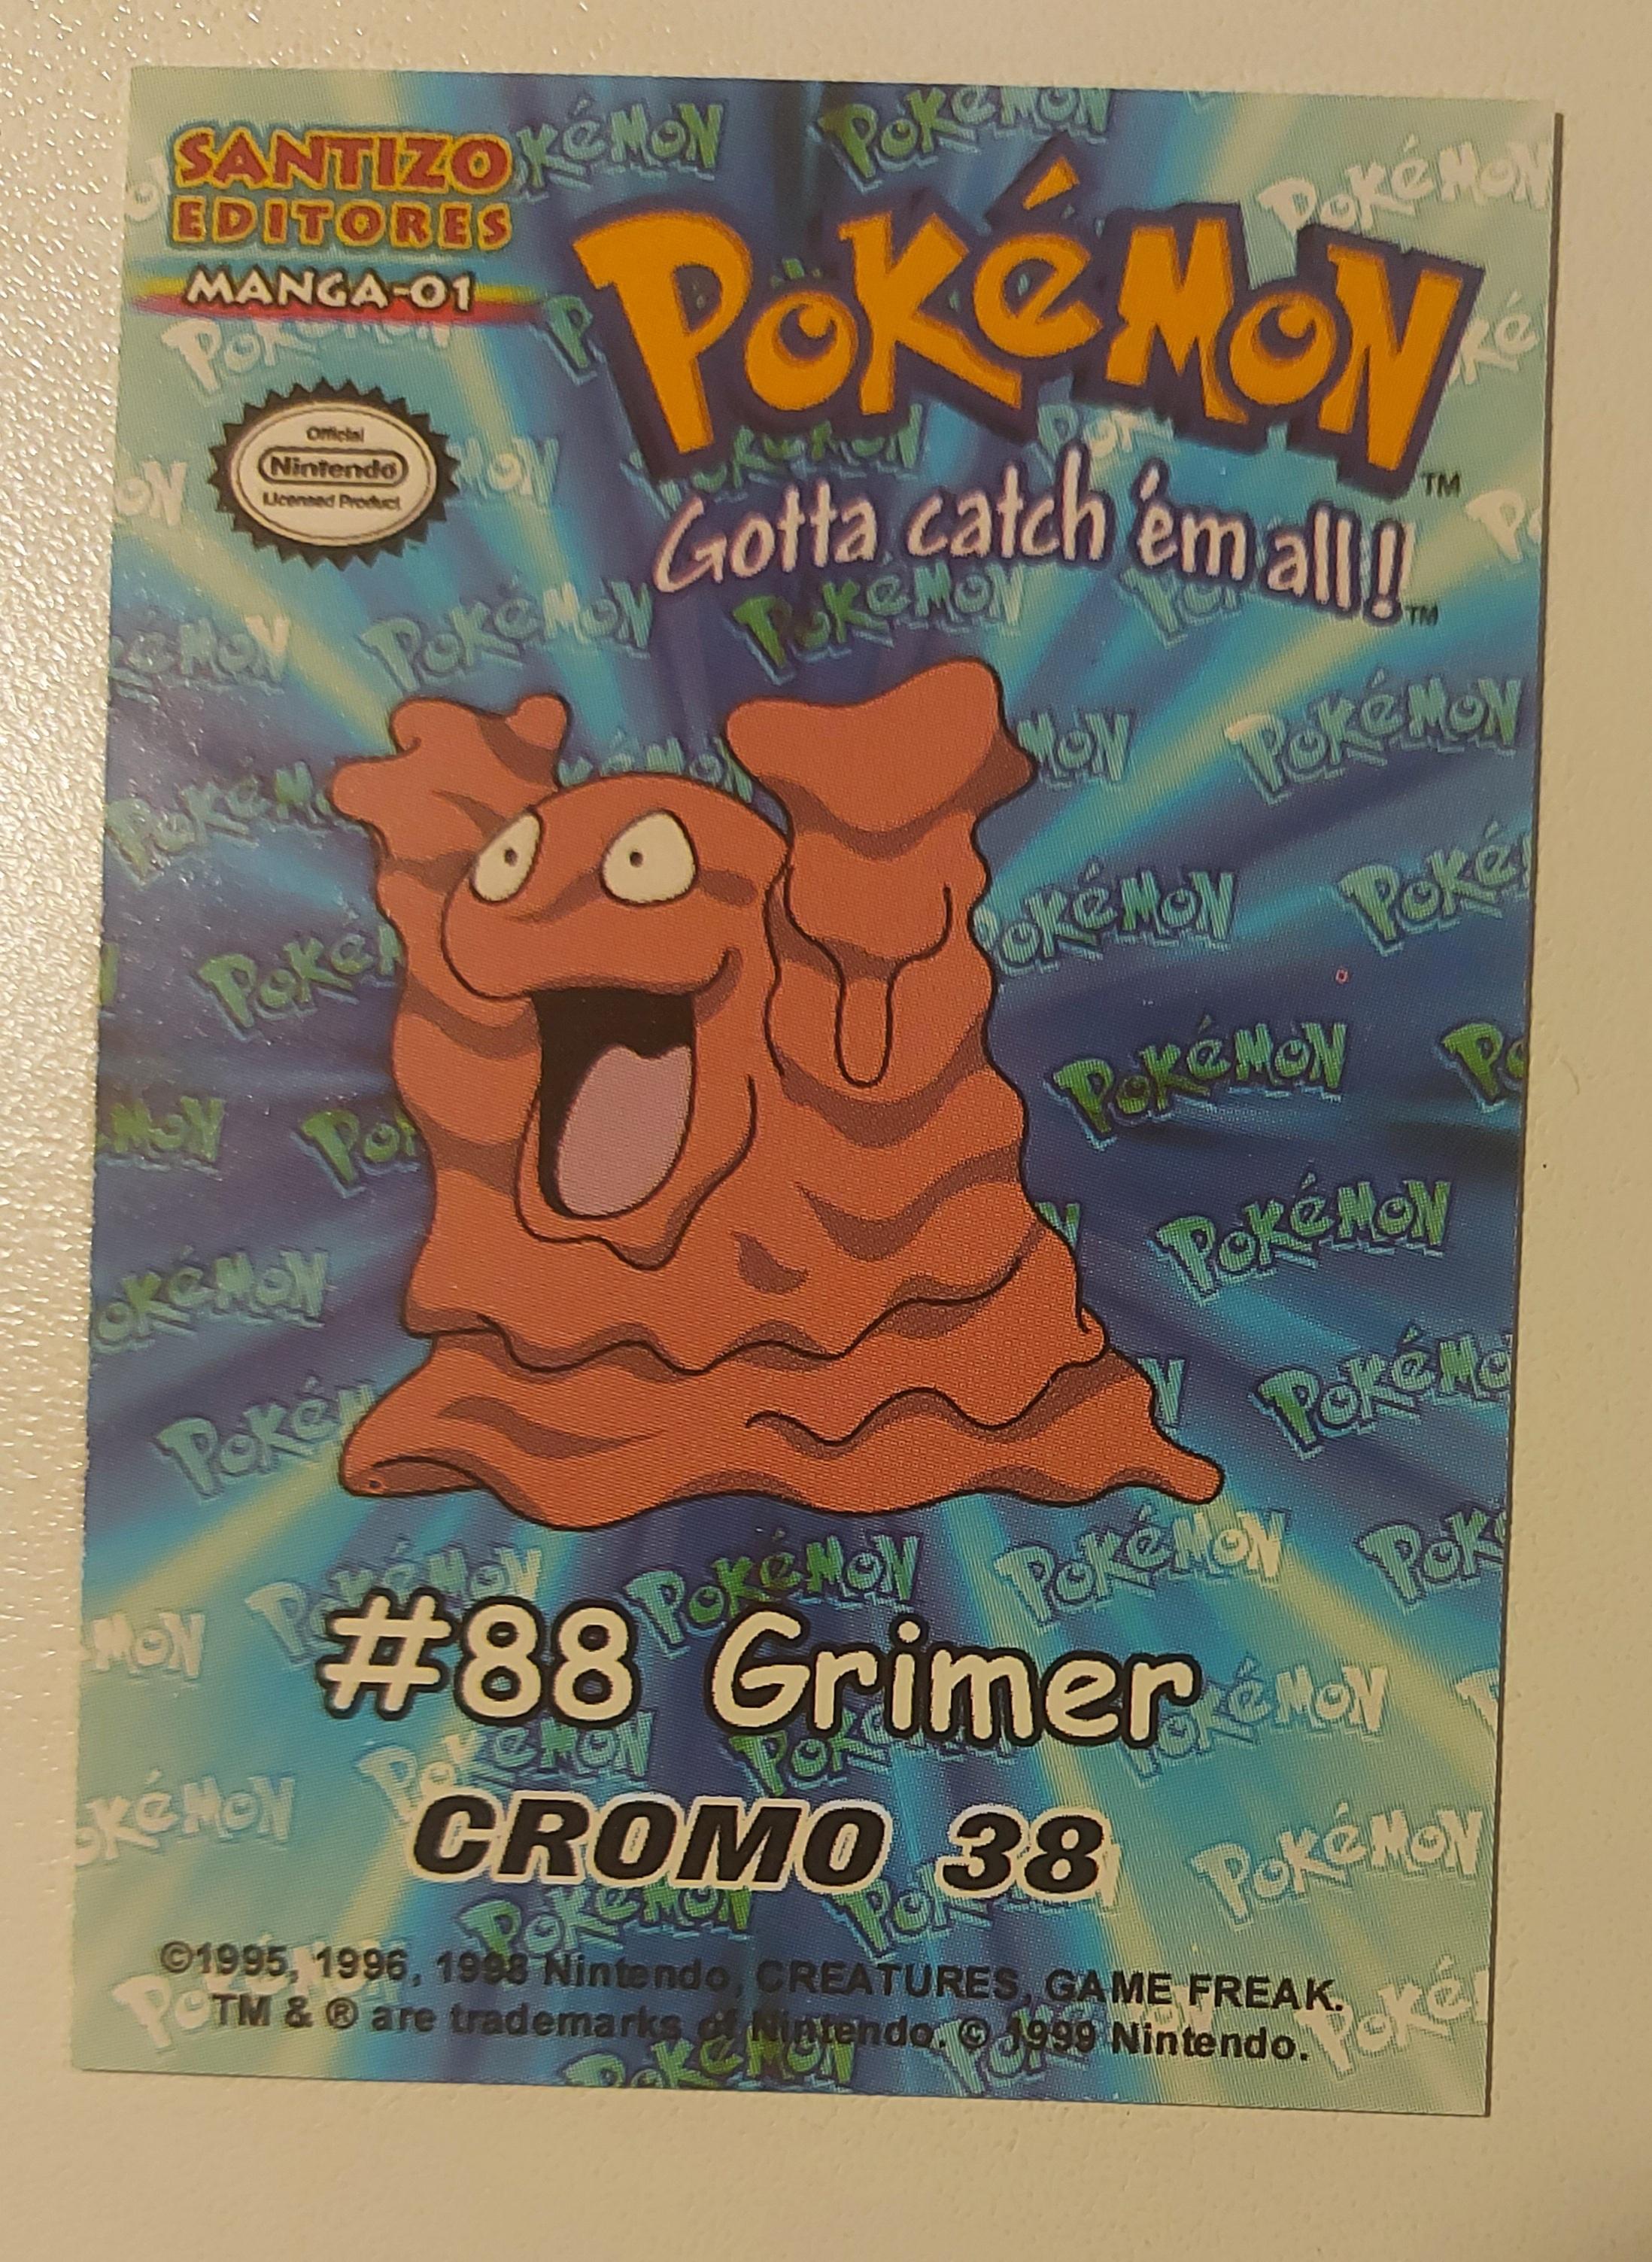 SANTIZO
EDITORES
MANGA-01
Official
Nintendo
Licensed Product
POKéMON
TM
Gotta catch 'em all!
TM
#88 Grimer
CROMO 38
©1995, 1996, 1998 Nintendo, CREATURES, GAME FREAK.
TM & ® are trademarks of Nintendo. © 1999 Nintendo.